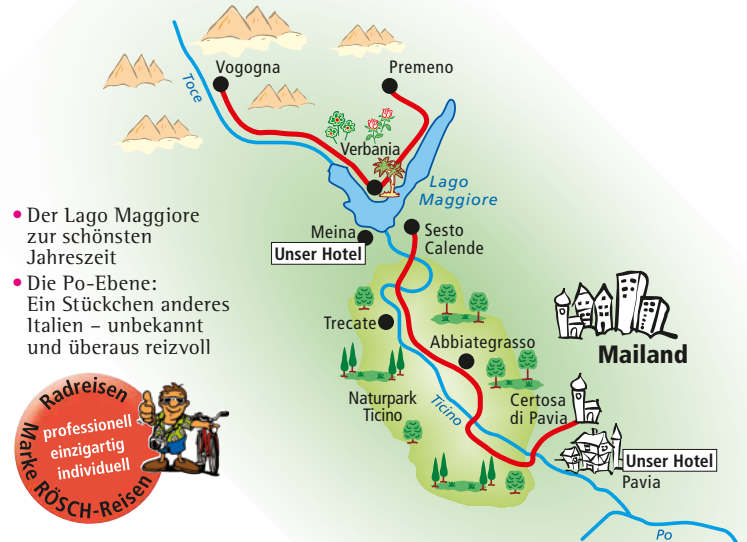 Vogogna
Premeno
Toce
Verbania
Lago
Maggiore
• Der Lago Maggiore
zur schönsten
Jahreszeit
• Die Po-Ebene:
Ein Stückchen anderes
Italien – unbekannt
und überaus reizvoll
Meina
Unser Hotel
Sesto
Calende
Trecate
Abbiategrasso
Mailand
Naturpark
Ticino
Ticino
Certosa
di Pavia
Unser Hotel
Pavia
Po
Radreisen
professionell
einzigartig
individuell
Marke RÖSCH-Reisen